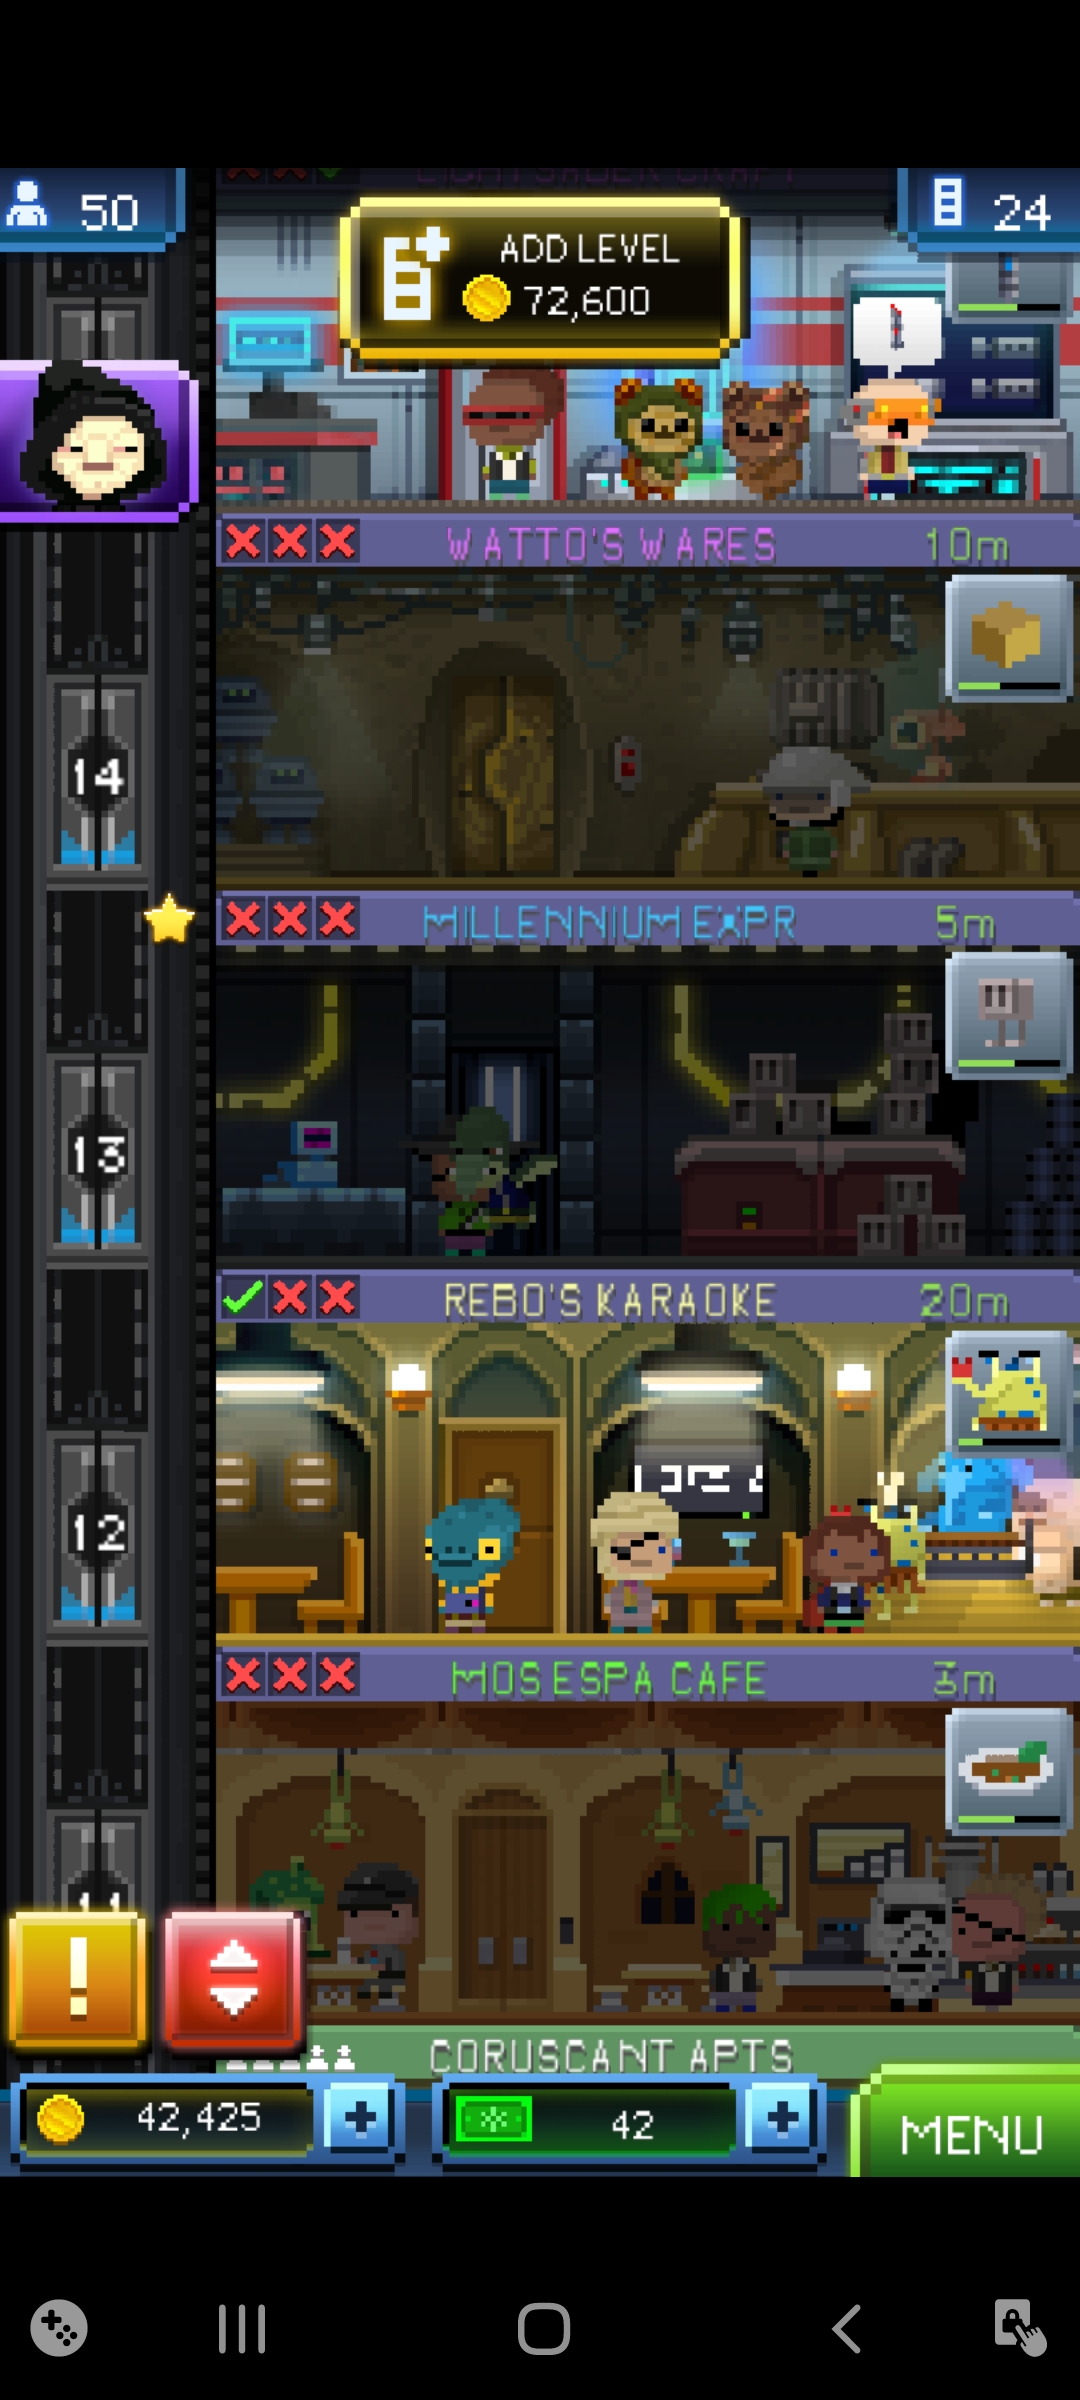 50
24
ADD LEVEL
72,600
WATTO'S WARES 10m
14
MILLENNIUM EXPR 5m
13
REBO'S KARAOKE 20m
12
MOS ESPA CAFE 3m
!
CORUSCANT APTS
42,425 +
42 +
MENU